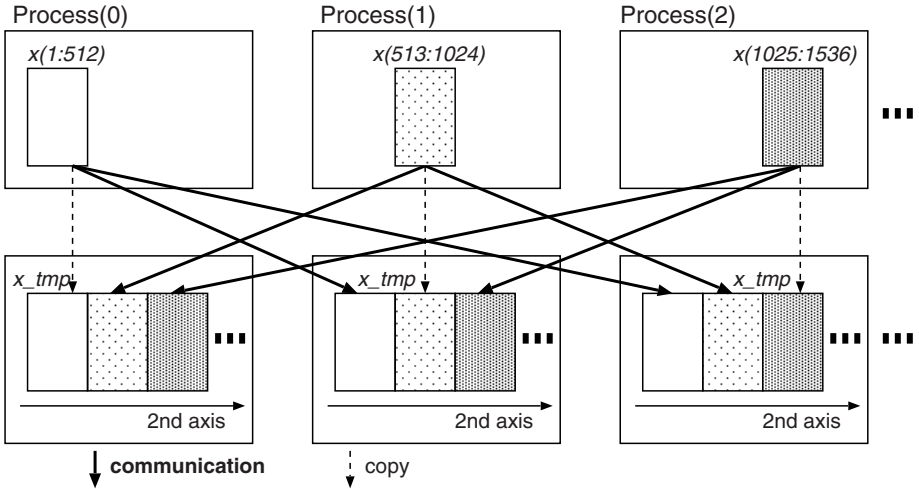 Process(0) Process(1) Process(2)
x(1:512) x(513:1024) x(1025:1536)
x_tmp x_tmp x_tmp
2nd axis 2nd axis 2nd axis
communication copy